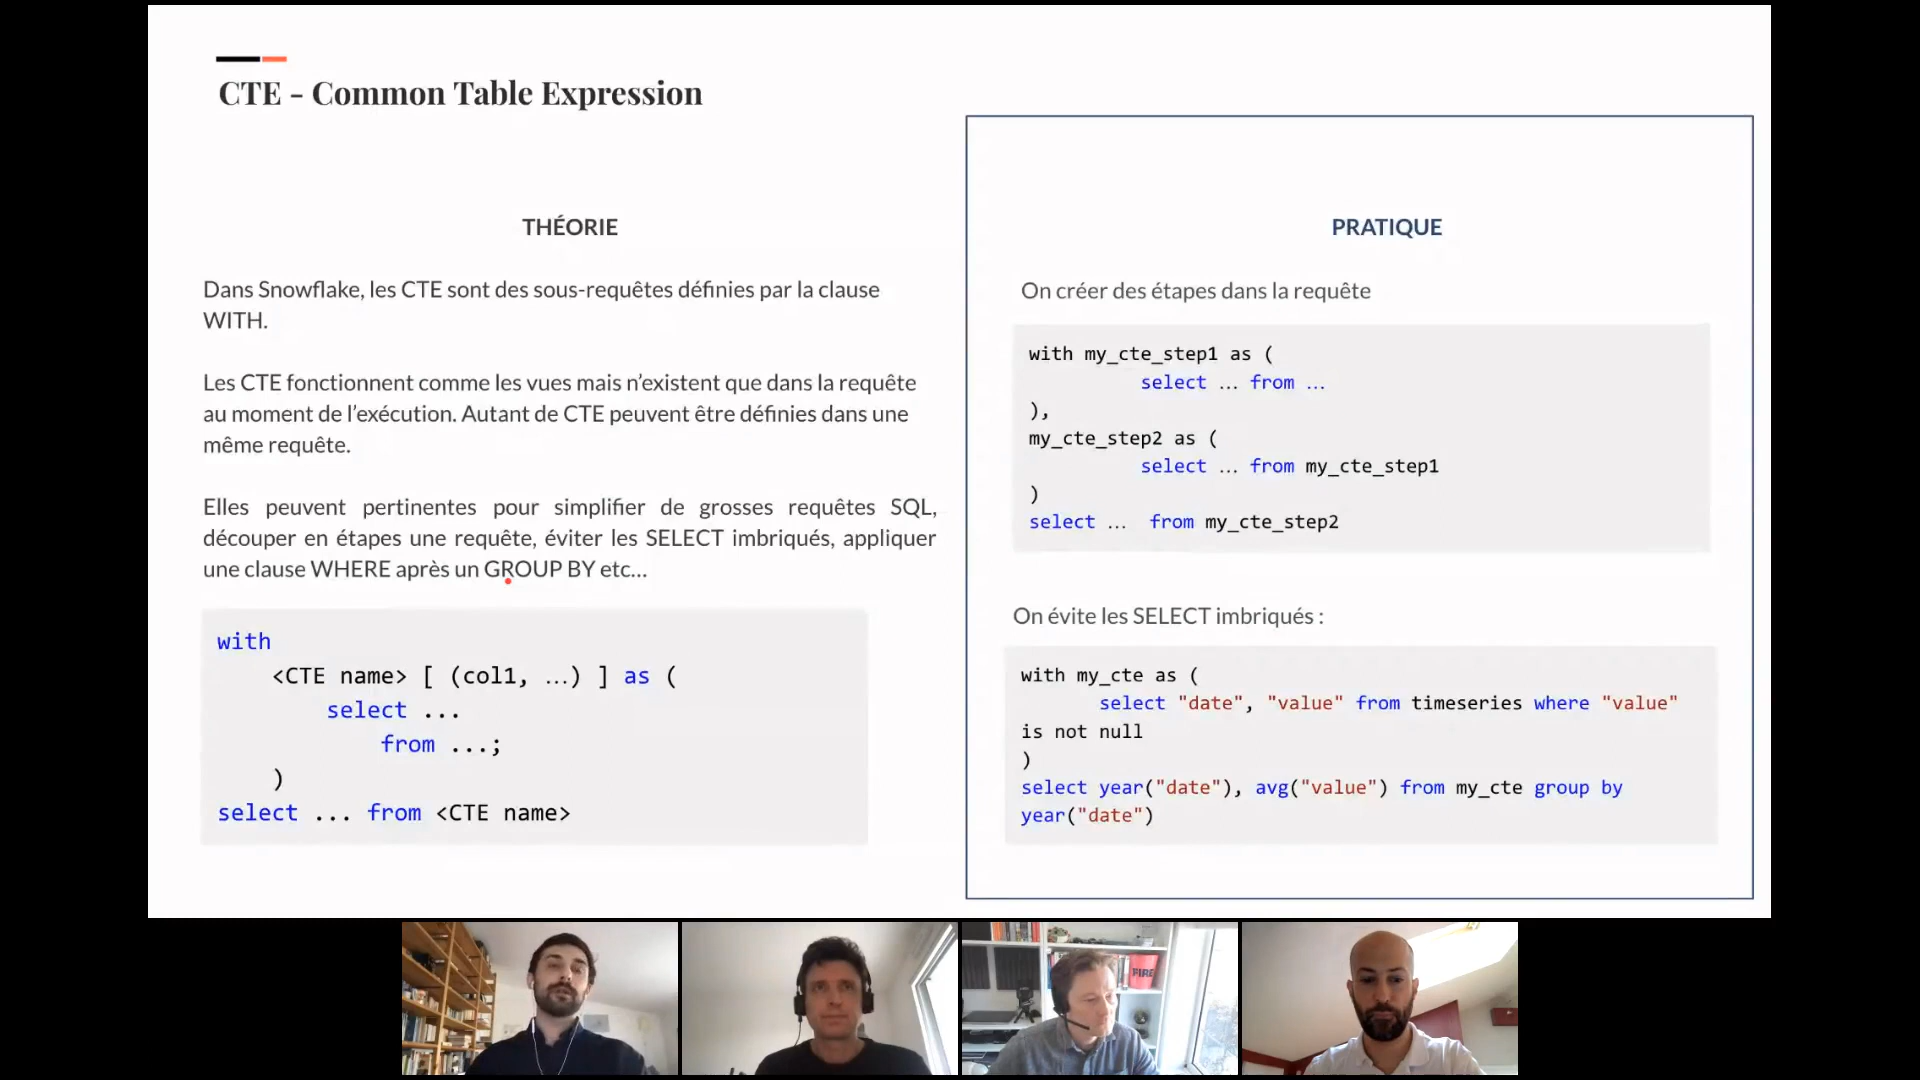 CTE - Common Table Expression
THÉORIE
Dans Snowflake, les CTE sont des sous-requêtes définies par la clause
WITH.
Les CTE fonctionnent comme les vues mais n’existent que dans la requête
au moment de l’exécution. Autant de CTE peuvent être définies dans une
même requête.
Elles peuvent pertinentes pour simplifier de grosses requêtes SQL,
découper en étapes une requête, éviter les SELECT imbriqués, appliquer
une clause WHERE après un GROUP BY etc...
with
<CTE name> [ (col1, ...) ] as (
select ...
from ...;
)
select ... from <CTE name>
PRATIQUE
On créer des étapes dans la requête
with my_cte_step1 as (
select ... from ...
),
my_cte_step2 as (
select ... from my_cte_step1
)
select ... from my_cte_step2
On évite les SELECT imbriqués :
with my_cte as (
select "date", "value" from timeseries where "value"
is not null
)
select year("date"), avg("value") from my_cte group by
year("date")
FIRE